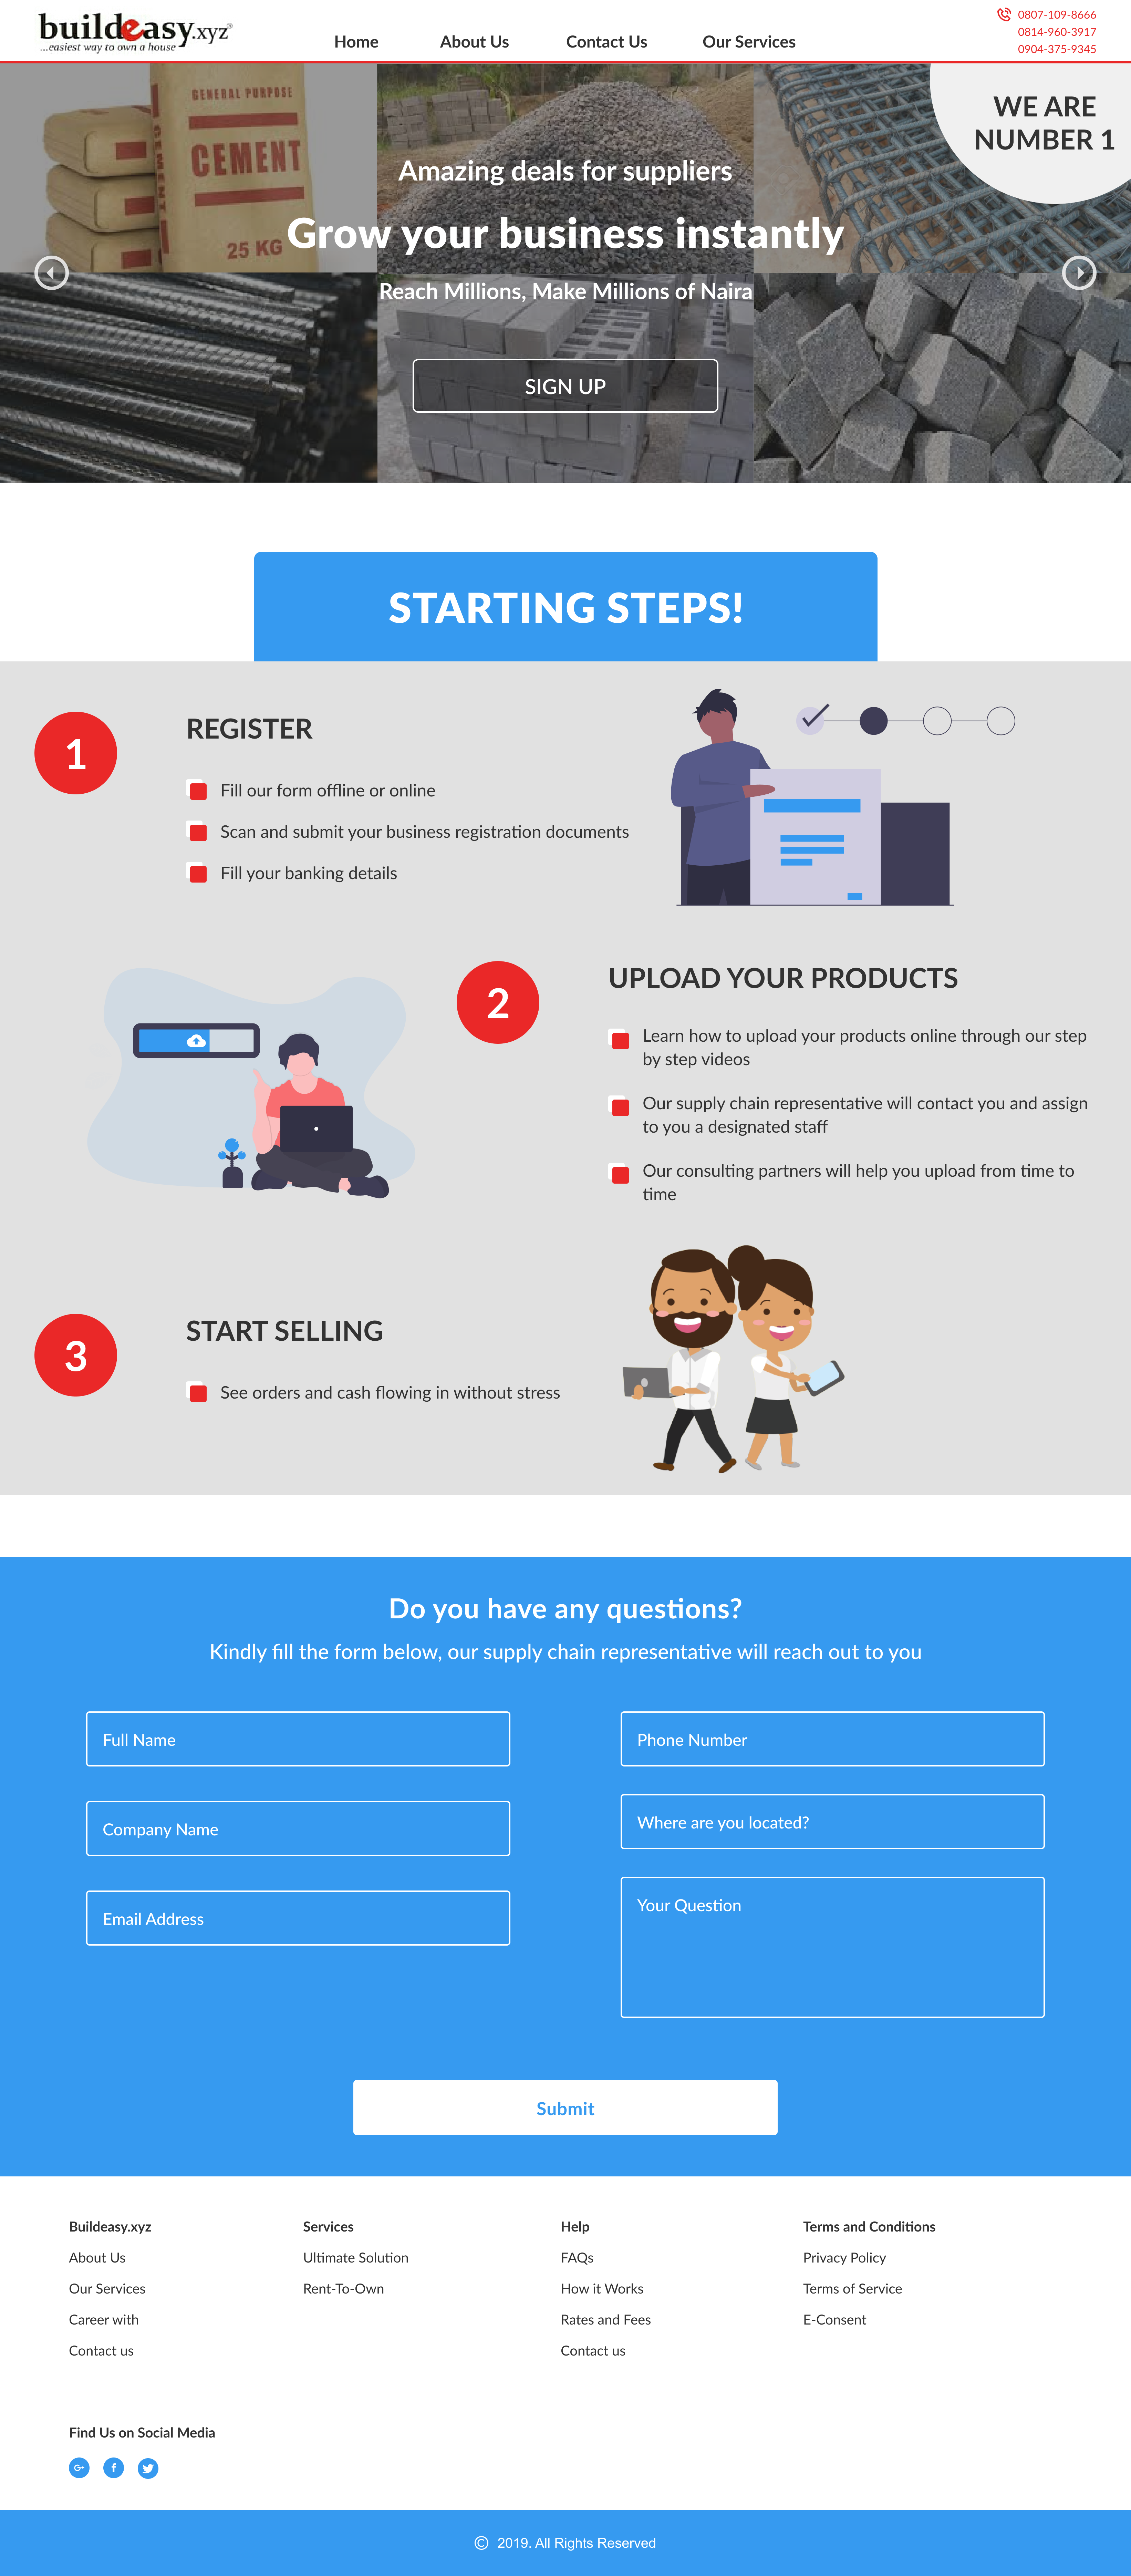 buildeasy.xyz®
...easiest way to own a house
Home
About Us
Contact Us
Our Services
0807-109-8666
0814-960-3917
0904-375-9345
GENERAL PURPOSE
CEMENT
25 KG
WE ARE
NUMBER 1
Amazing deals for suppliers
Grow your business instantly
Reach Millions, Make Millions of Naira
SIGN UP
STARTING STEPS!
1
REGISTER
Fill our form offline or online
Scan and submit your business registration documents
Fill your banking details
2
UPLOAD YOUR PRODUCTS
Learn how to upload your products online through our step
by step videos
Our supply chain representative will contact you and assign
to you a designated staff
Our consulting partners will help you upload from time to
time
3
START SELLING
See orders and cash flowing in without stress
Do you have any questions?
Kindly fill the form below, our supply chain representative will reach out to you
Full Name
Company Name
Email Address
Phone Number
Where are you located?
Your Question
Submit
Buildeasy.xyz
About Us
Our Services
Career with
Contact us
Services
Ultimate Solution
Rent-To-Own
Help
FAQs
How it Works
Rates and Fees
Contact us
Terms and Conditions
Privacy Policy
Terms of Service
E-Consent
Find Us on Social Media
G+
f
© 2019. All Rights Reserved